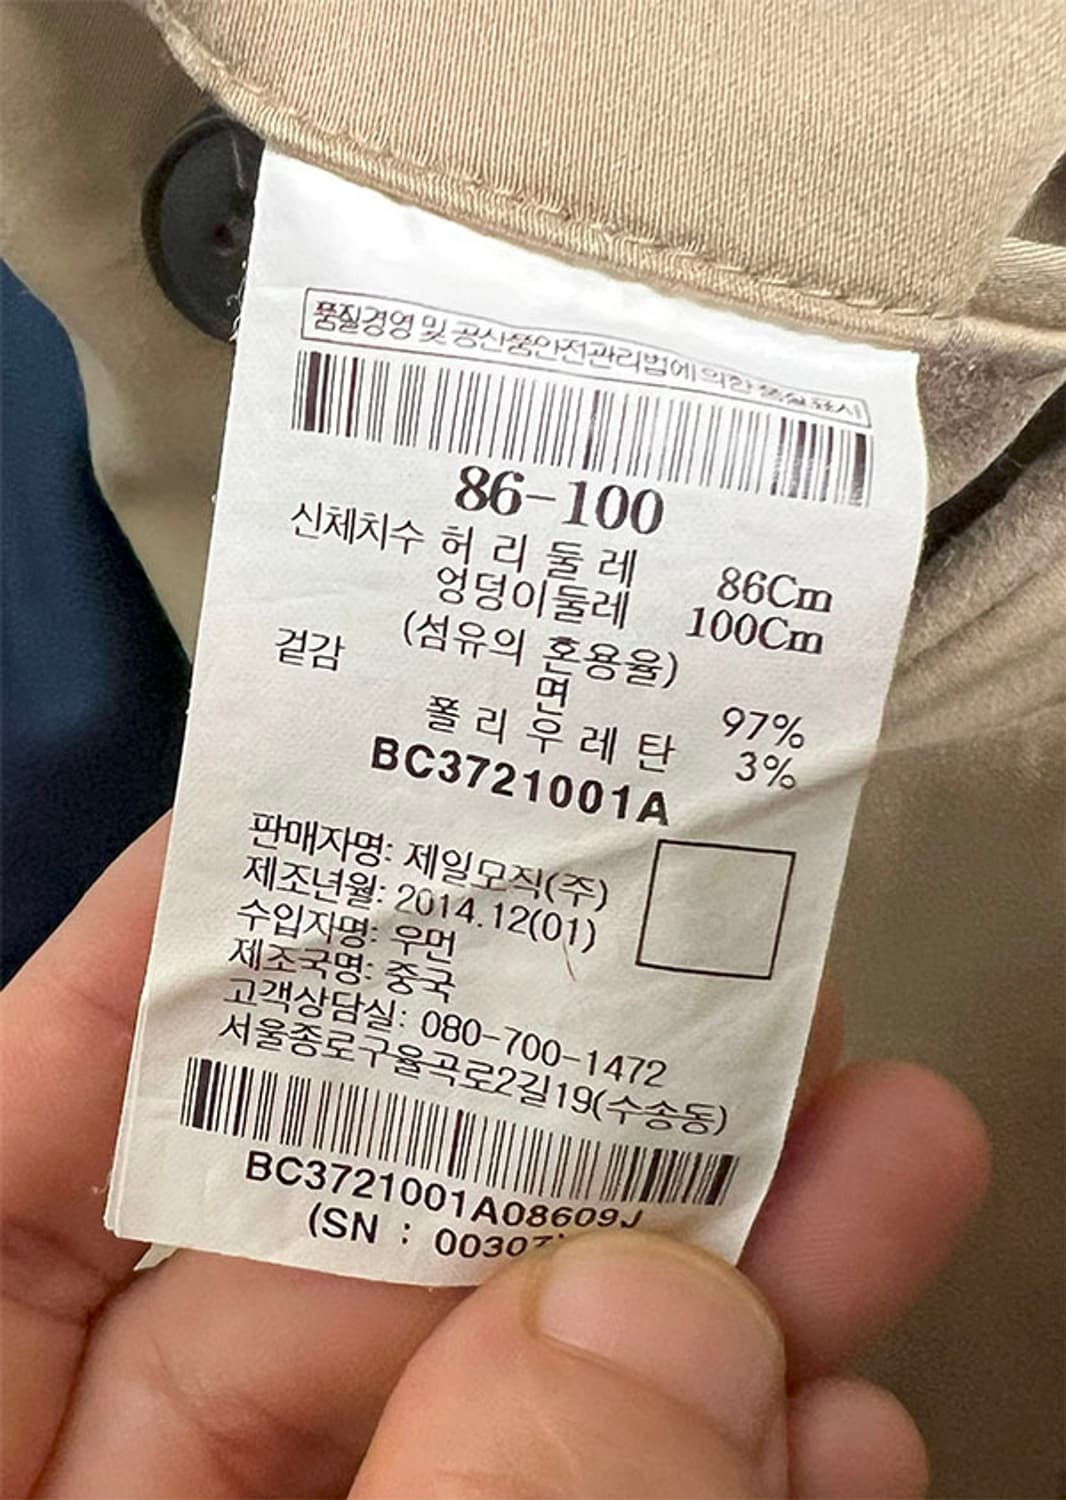 품질경영 및 공산품안전관리법에 의한 품질표시
86-100
신체치수 허 리 둘 레 86Cm
엉덩이둘레 100Cm
(섬유의 혼용율)
겉감 면 97%
폴 리 우 레 탄 3%
BC3721001A
판매자명: 제일모직(주)
제조년월: 2014.12(01)
수입자명: 우먼
제조국명: 중국
고객상담실: 080-700-1472
서울종로구율곡로2길19(수송동)
BC3721001A08609J
(SN : 00307